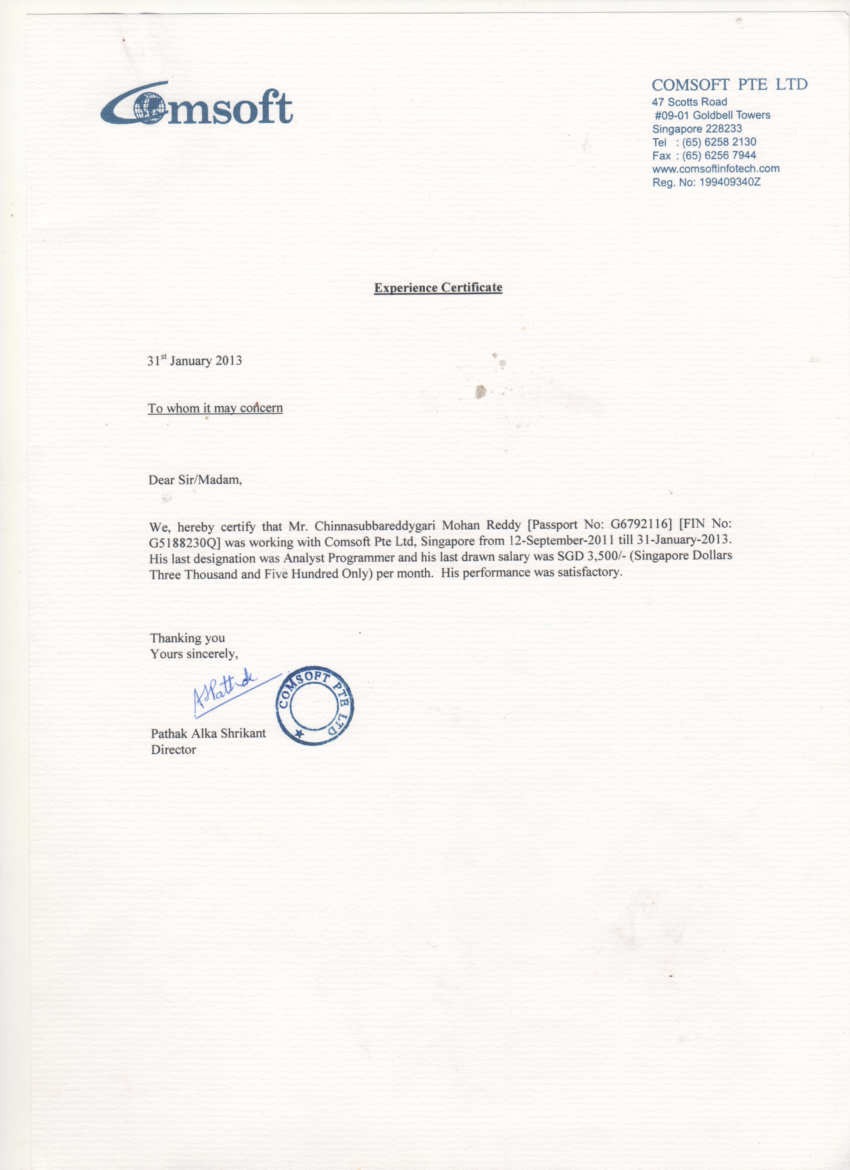 Comsoft
COMSOFT PTE LTD
47 Scotts Road
#09-01 Goldbell Towers
Singapore 228233
Tel : (65) 6258 2130
Fax : (65) 6256 7944
www.comsoftinfotech.com
Reg. No: 199409340Z
Experience Certificate
31st January 2013
To whom it may concern
Dear Sir/Madam,
We, hereby certify that Mr. Chinnasubbareddygari Mohan Reddy [Passport No: G6792116] [FIN No:
G5188230Q] was working with Comsoft Pte Ltd, Singapore from 12-September-2011 till 31-January-2013.
His last designation was Analyst Programmer and his last drawn salary was SGD 3,500/- (Singapore Dollars
Three Thousand and Five Hundred Only) per month. His performance was satisfactory.
Thanking you
Yours sincerely,
ASPathak
COMSOFT PTE LTD
Pathak Alka Shrikant
Director